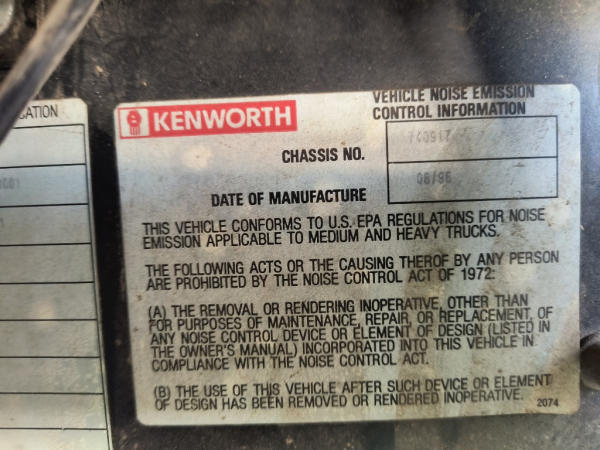 CATION
KENWORTH
VEHICLE NOISE EMISSION
CONTROL INFORMATION
CHASSIS NO.
740917
DATE OF MANUFACTURE
08/96
THIS VEHICLE CONFORMS TO U.S. EPA REGULATIONS FOR NOISE
EMISSION APPLICABLE TO MEDIUM AND HEAVY TRUCKS.
THE FOLLOWING ACTS OR THE CAUSING THEROF BY ANY PERSON
ARE PROHIBITED BY THE NOISE CONTROL ACT OF 1972:
(A) THE REMOVAL OR RENDERING INOPERATIVE, OTHER THAN
FOR PURPOSES OF MAINTENANCE, REPAIR, OR REPLACEMENT, OF
ANY NOISE CONTROL DEVICE OR ELEMENT OF DESIGN (LISTED IN
THE OWNER'S MANUAL) INCORPORATED INTO THIS VEHICLE IN
COMPLIANCE WITH THE NOISE CONTROL ACT.
(B) THE USE OF THIS VEHICLE AFTER SUCH DEVICE OR ELEMENT
OF DESIGN HAS BEEN REMOVED OR RENDERED INOPERATIVE.
2074